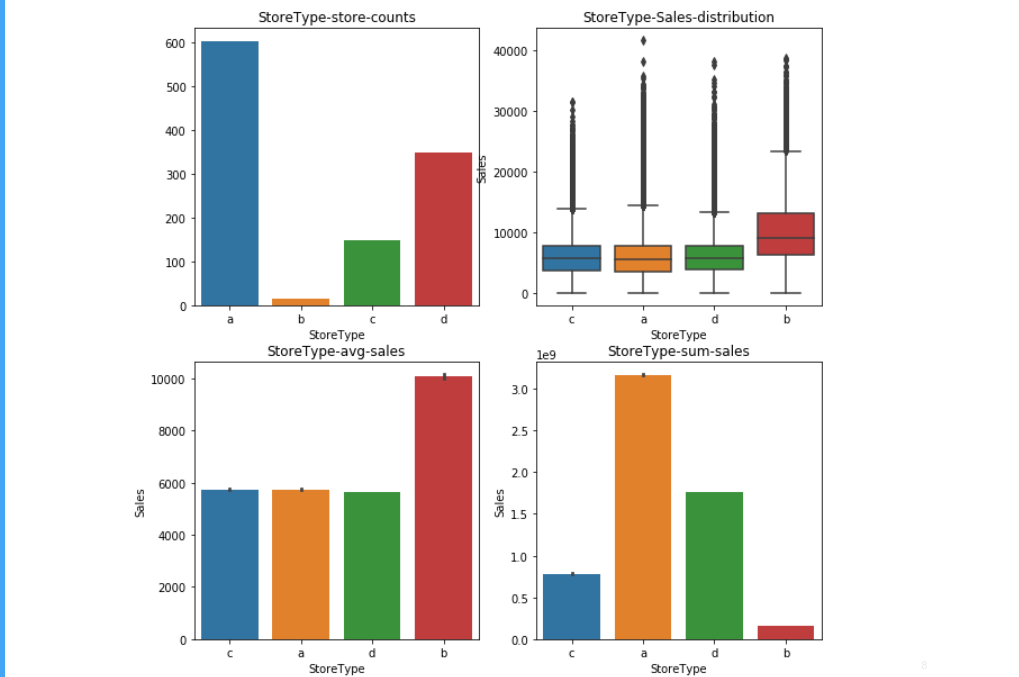 StoreType-store-counts
600
500
400
300
200
100
0
a b c d
StoreType
StoreType-Sales-distribution
Sales
40000
30000
20000
10000
0
c a d b
StoreType
StoreType-avg-sales
Sales
10000
8000
6000
4000
2000
0
c a d b
StoreType
StoreType-sum-sales
1e9
Sales
3.0
2.5
2.0
1.5
1.0
0.5
0.0
c a d b
StoreType
8